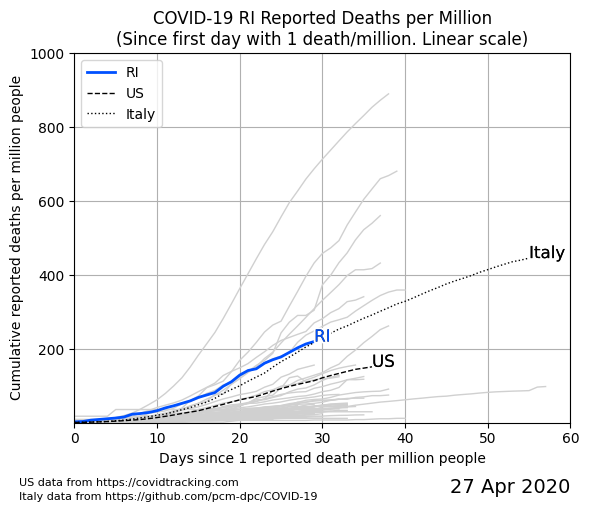 COVID-19 RI Reported Deaths per Million
(Since first day with 1 death/million. Linear scale)
1000
800
600
400
200
Cumulative reported deaths per million people
RI
US
Italy
Italy
RI
US
0 10 20 30 40 50 60
Days since 1 reported death per million people
US data from https://covidtracking.com
Italy data from https://github.com/pcm-dpc/COVID-19
27 Apr 2020